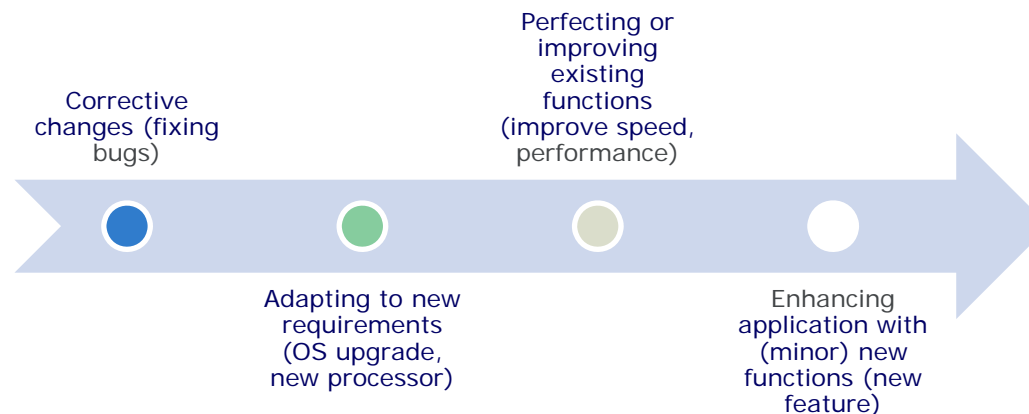 Corrective
changes (fixing
bugs)
Adapting to new
requirements
(OS upgrade,
new processor)
Perfecting or
improving
existing
functions
(improve speed,
performance)
Enhancing
application with
(minor) new
functions (new
feature)